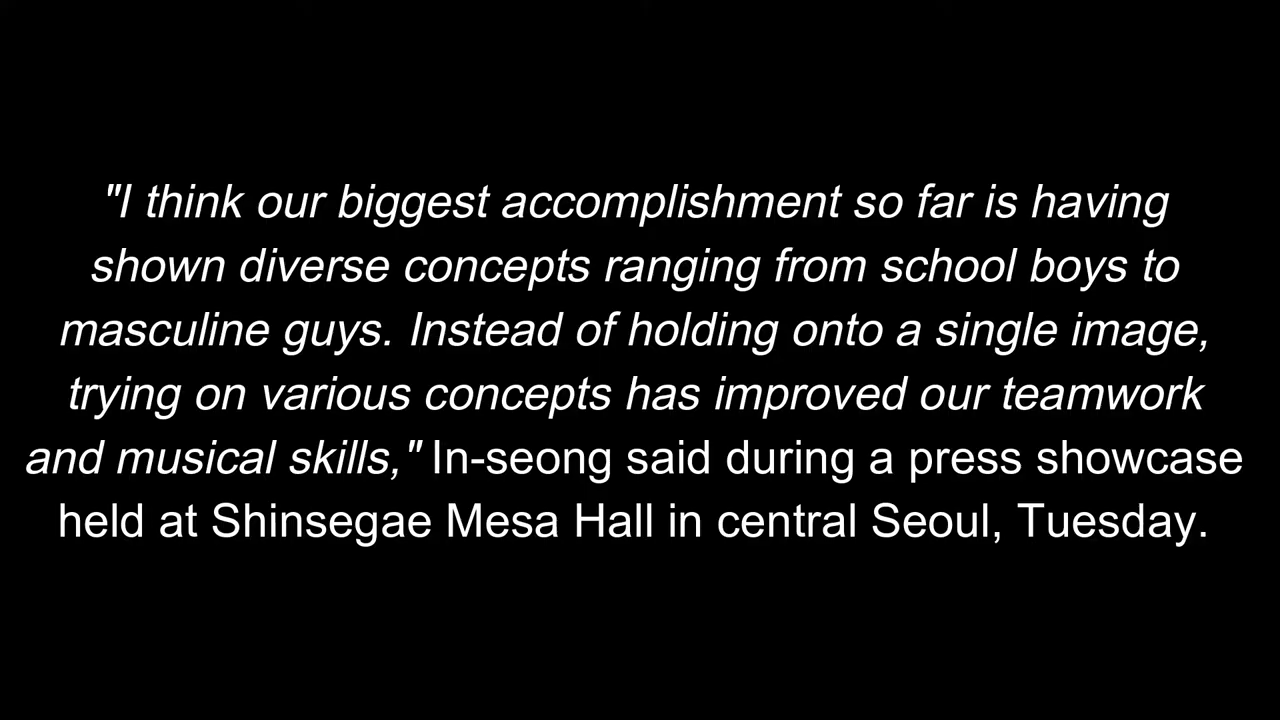 "I think our biggest accomplishment so far is having
shown diverse concepts ranging from school boys to
masculine guys. Instead of holding onto a single image,
trying on various concepts has improved our teamwork
and musical skills," In-seong said during a press showcase
held at Shinsegae Mesa Hall in central Seoul, Tuesday.